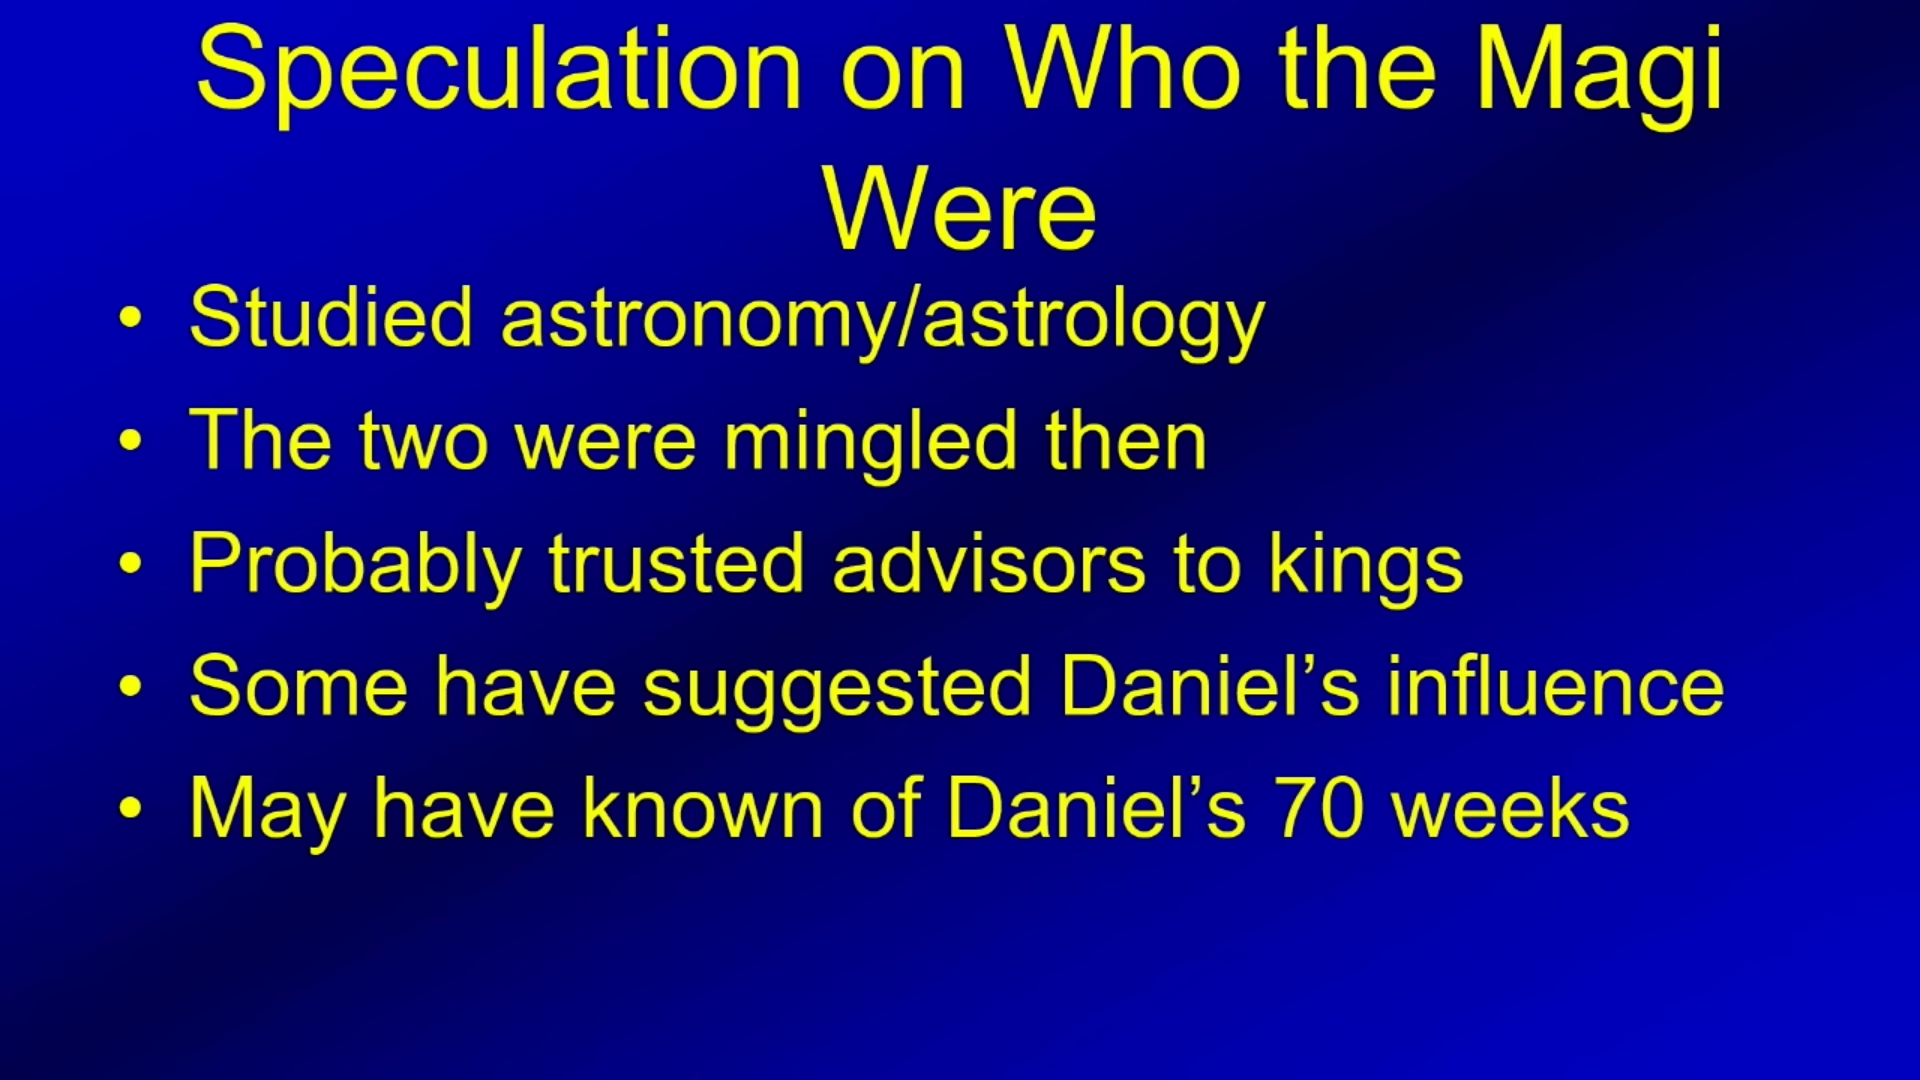 Speculation on Who the Magi
Were
• Studied astronomy/astrology
• The two were mingled then
• Probably trusted advisors to kings
• Some have suggested Daniel’s influence
• May have known of Daniel’s 70 weeks